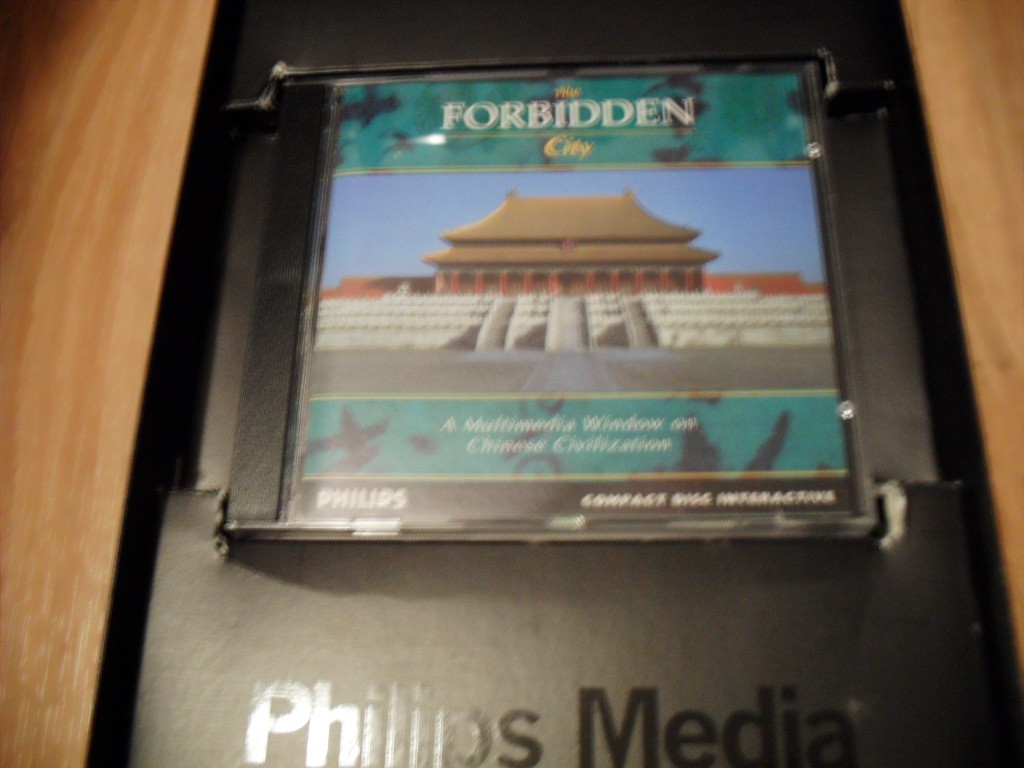 The
FORBIDDEN
City
A Multimedia Window on
Chinese Civilization
PHILIPS
COMPACT DISC INTERACTIVE
Philips Media